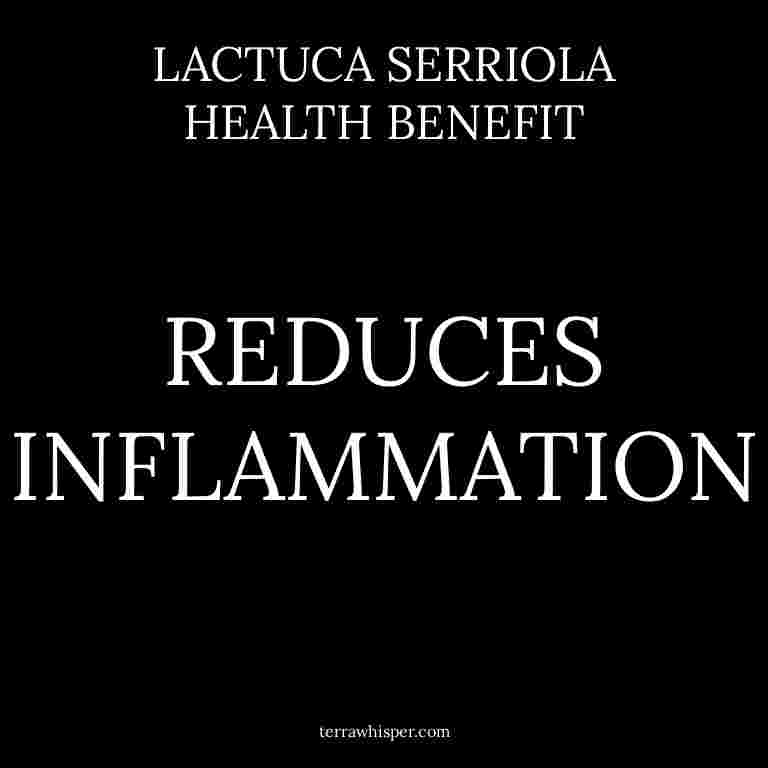 LACTUCA SERRIOLA
HEALTH BENEFIT
REDUCES
INFLAMMATION
terrawhisper.com